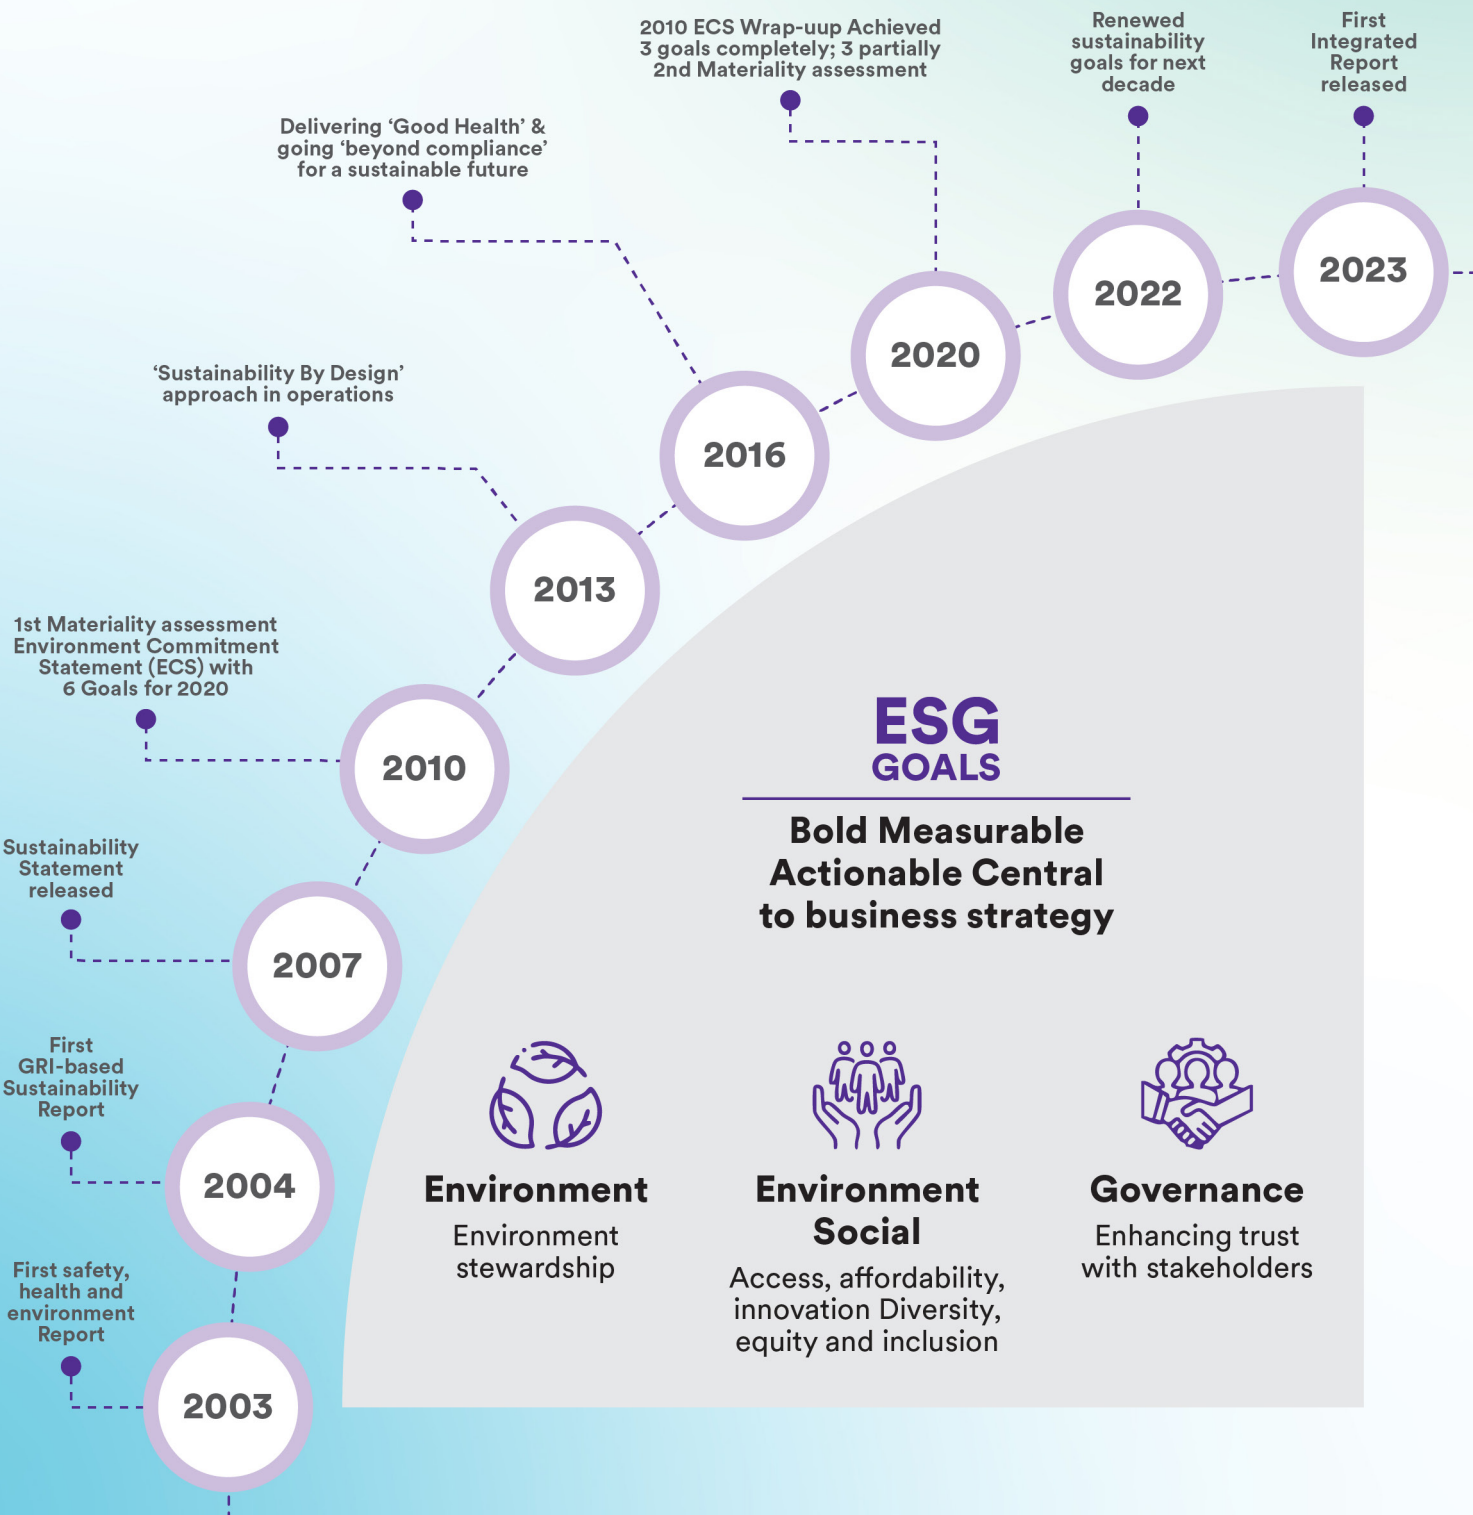 2010 ECS Wrap-uup Achieved
3 goals completely; 3 partially
2nd Materiality assessment
Renewed
sustainability
goals for next
decade
First
Integrated
Report
released
Delivering ‘Good Health’ &
going ‘beyond compliance’
for a sustainable future
2023
2022
2020
‘Sustainability By Design’
approach in operations
2016
2013
1st Materiality assessment
Environment Commitment
Statement (ECS) with
6 Goals for 2020
2010
Sustainability
Statement
released
2007
First
GRI-based
Sustainability
Report
2004
First safety,
health and
environment
Report
2003
ESG
GOALS
Bold Measurable
Actionable Central
to business strategy
Environment
Environment
stewardship
Environment
Social
Access, affordability,
innovation Diversity,
equity and inclusion
Governance
Enhancing trust
with stakeholders